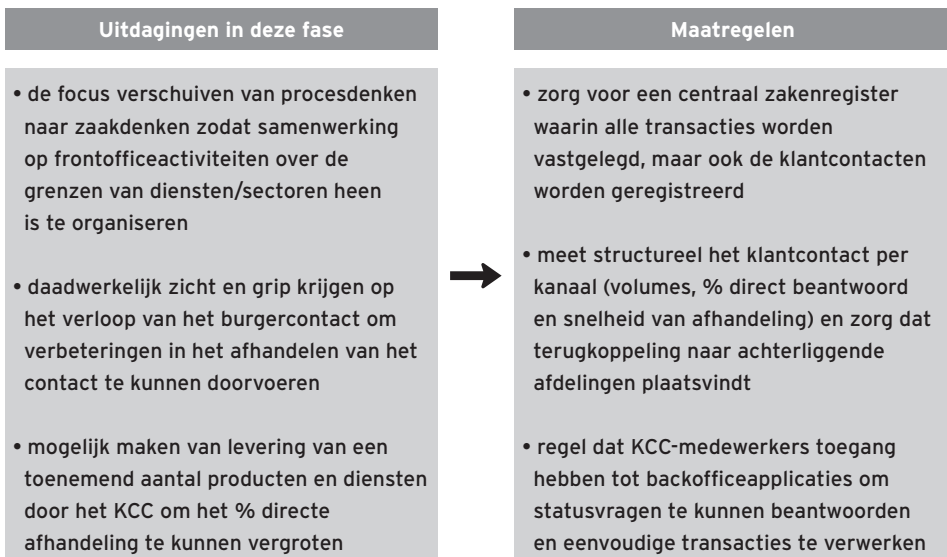 Uitdagingen in deze fase
• de focus verschuiven van procesdenken
naar zaakdenken zodat samenwerking
op frontofficeactiviteiten over de
grenzen van diensten/sectoren heen
is te organiseren
• daadwerkelijk zicht en grip krijgen op
het verloop van het burgercontact om
verbeteringen in het afhandelen van het
contact te kunnen doorvoeren
• mogelijk maken van levering van een
toenemend aantal producten en diensten
door het KCC om het % directe
afhandeling te kunnen vergroten
Maatregelen
• zorg voor een centraal zakenregister
waarin alle transacties worden
vastgelegd, maar ook de klantcontacten
worden geregistreerd
• meet structureel het klantcontact per
kanaal (volumes, % direct beantwoord
en snelheid van afhandeling) en zorg dat
terugkoppeling naar achterliggende
afdelingen plaatsvindt
• regel dat KCC-medewerkers toegang
hebben tot backofficeapplicaties om
statusvragen te kunnen beantwoorden
en eenvoudige transacties te verwerken